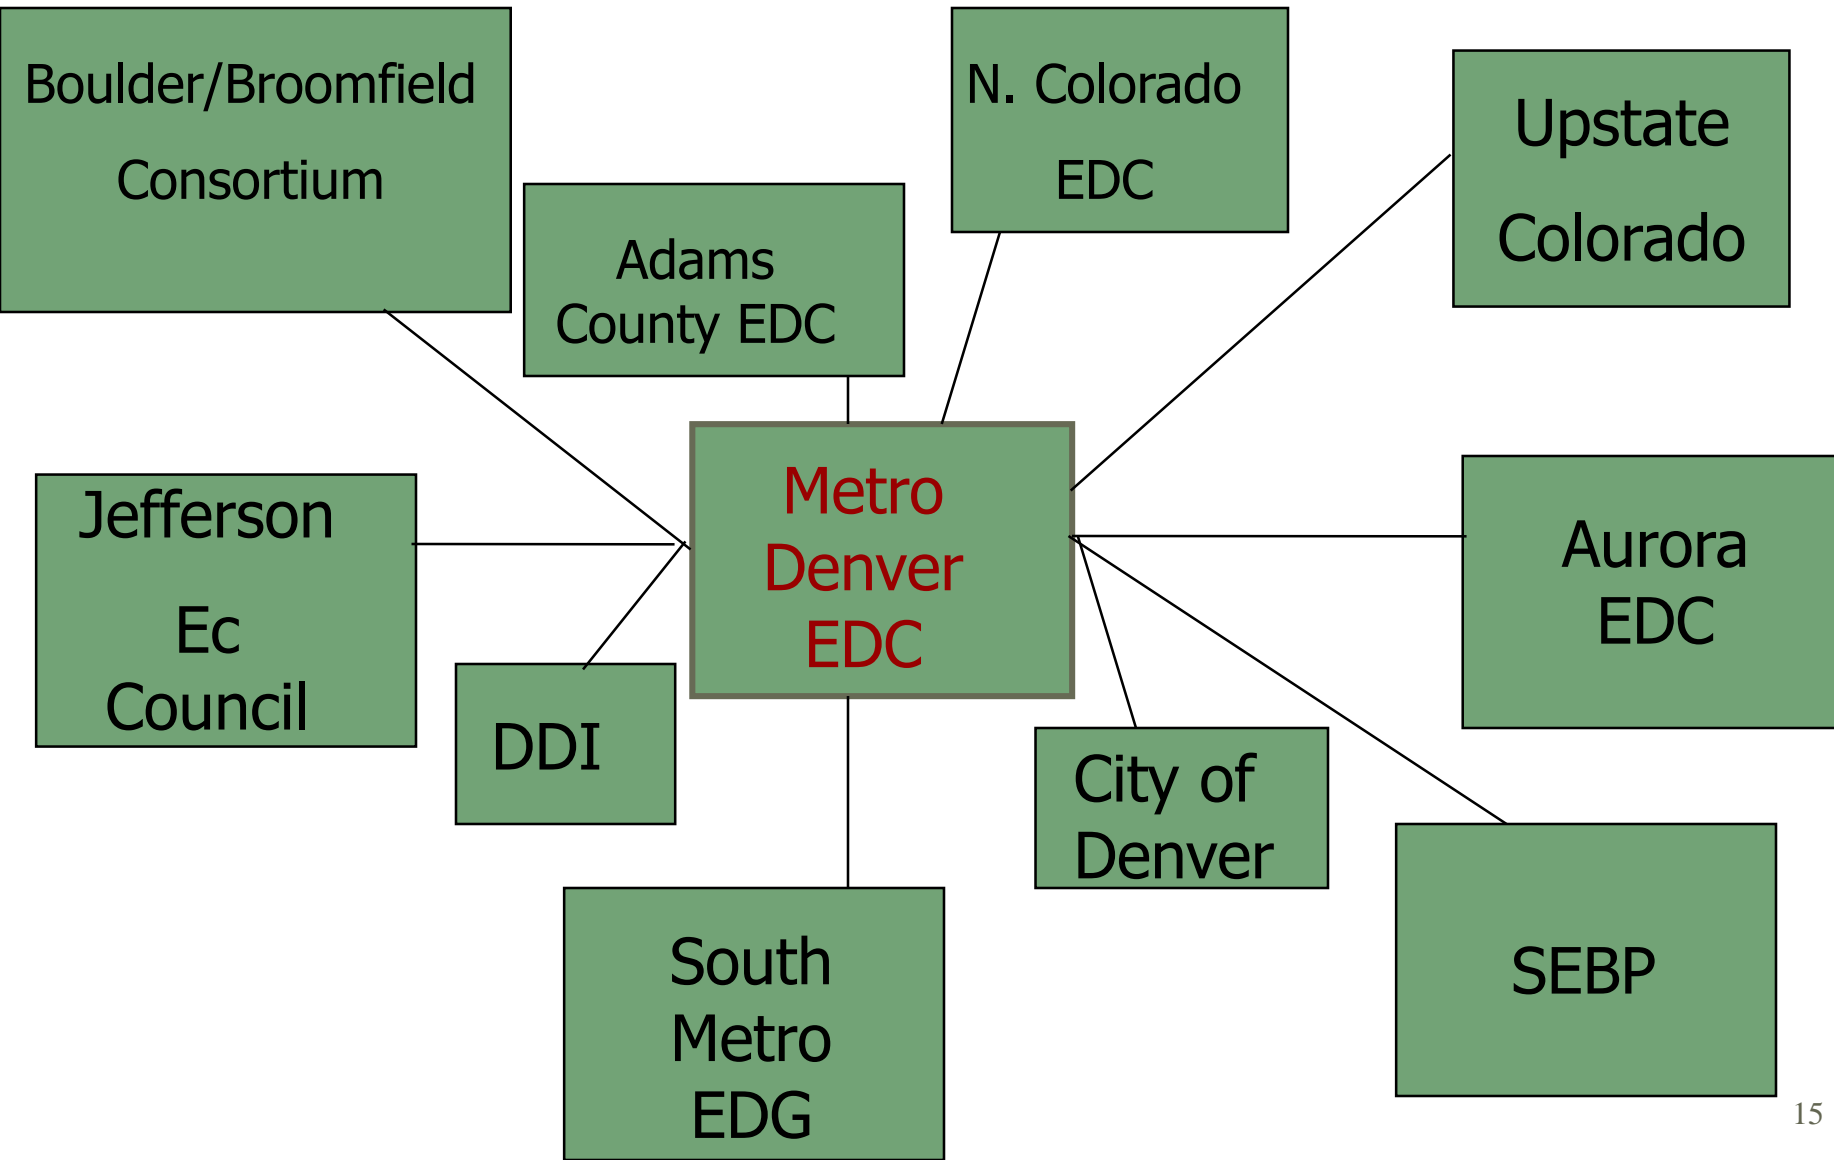 Boulder/Broomfield
Consortium
N. Colorado
EDC
Upstate
Colorado
Adams
County EDC
Metro
Denver
EDC
Jefferson
Ec
Council
Aurora
EDC
DDI
City of
Denver
South
Metro
EDG
SEBP
15